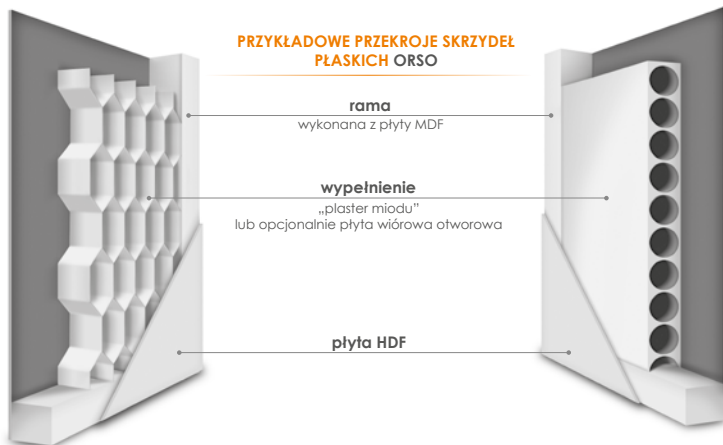 PRZYKŁADOWE PRZEKROJE SKRZYDEŁ
PŁASKICH ORSO
rama
wykonana z płyty MDF
wypełnienie
„plaster miodu”
lub opcjonalnie płyta wiórowa otworowa
płyta HDF